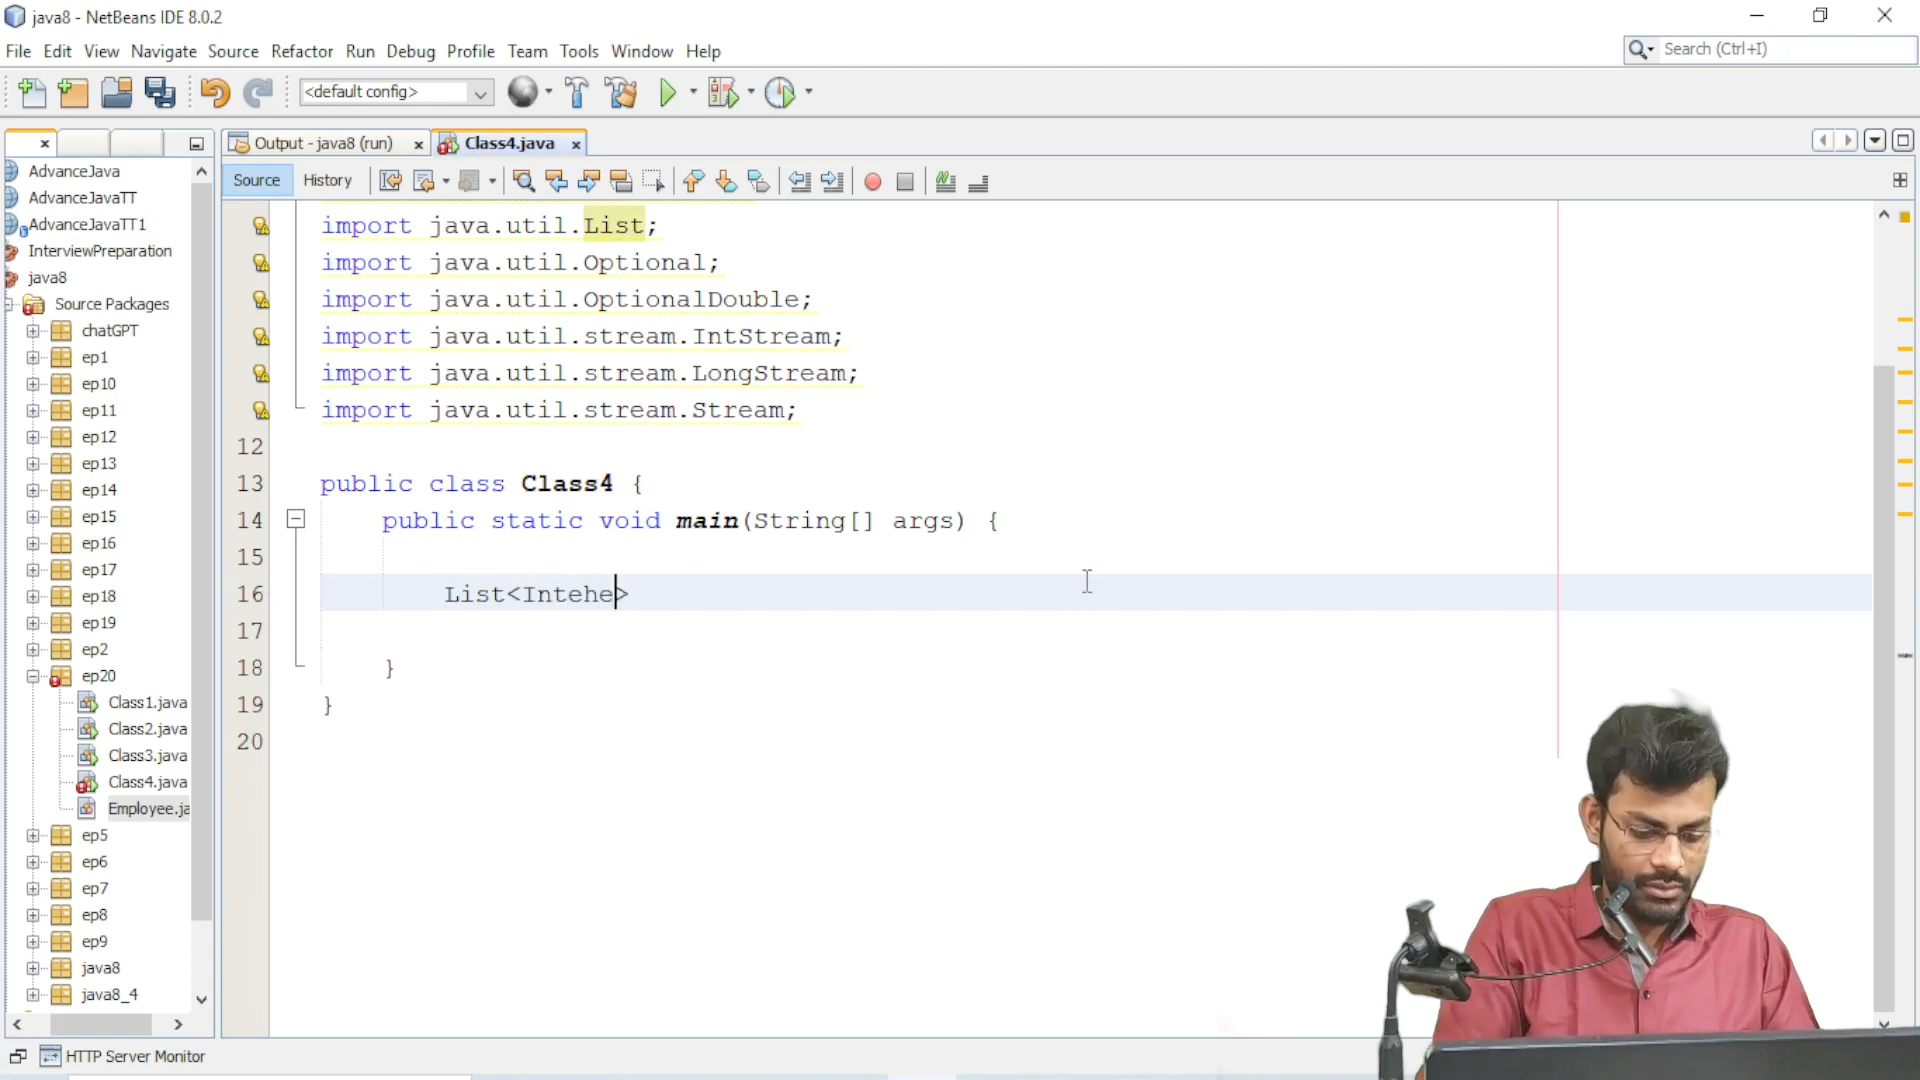 java8 - NetBeans IDE 8.0.2
File Edit View Navigate Source Refactor Run Debug Profile Team Tools Window Help
Search (Ctrl+I)
<default config>
Output - java8 (run)
Class4.java
Source History
AdvanceJava
AdvanceJavaTT
AdvanceJavaTT1
InterviewPreparation
java8
Source Packages
chatGPT
ep1
ep10
ep11
ep12
ep13
ep14
ep15
ep16
ep17
ep18
ep19
ep2
ep20
Class1.java
Class2.java
Class3.java
Class4.java
Employee.ja
ep5
ep6
ep7
ep8
ep9
java8
java8_4
import java.util.List;
import java.util.Optional;
import java.util.OptionalDouble;
import java.util.stream.IntStream;
import java.util.stream.LongStream;
import java.util.stream.Stream;
12
13 public class Class4 {
14 public static void main(String[] args) {
15
16 List<Intehe>
17
18 }
19 }
20
HTTP Server Monitor